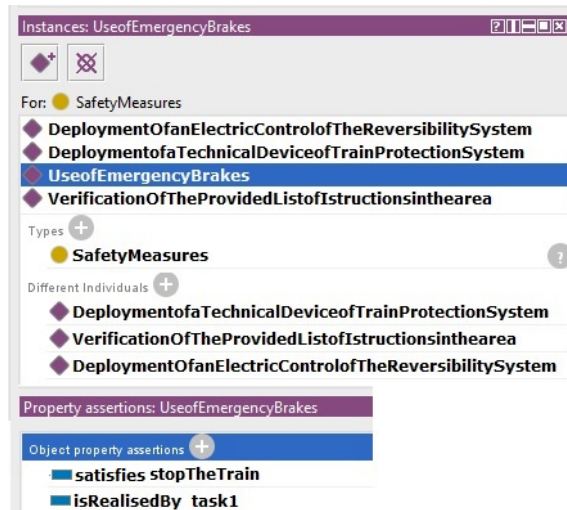 Instances: UseofEmergencyBrakes
For: SafetyMeasures
DeploymentOfanElectricControlofTheReversibilitySystem
DeploymentofaTechnicalDeviceofTrainProtectionSystem
UseofEmergencyBrakes
VerificationOfTheProvidedListofIstructionsinthearea
Types
SafetyMeasures
Different Individuals
DeploymentofaTechnicalDeviceofTrainProtectionSystem
VerificationOfTheProvidedListofIstructionsinthearea
DeploymentOfanElectricControlofTheReversibilitySystem
Property assertions: UseofEmergencyBrakes
Object property assertions
satisfies stopTheTrain
isRealisedBy task1